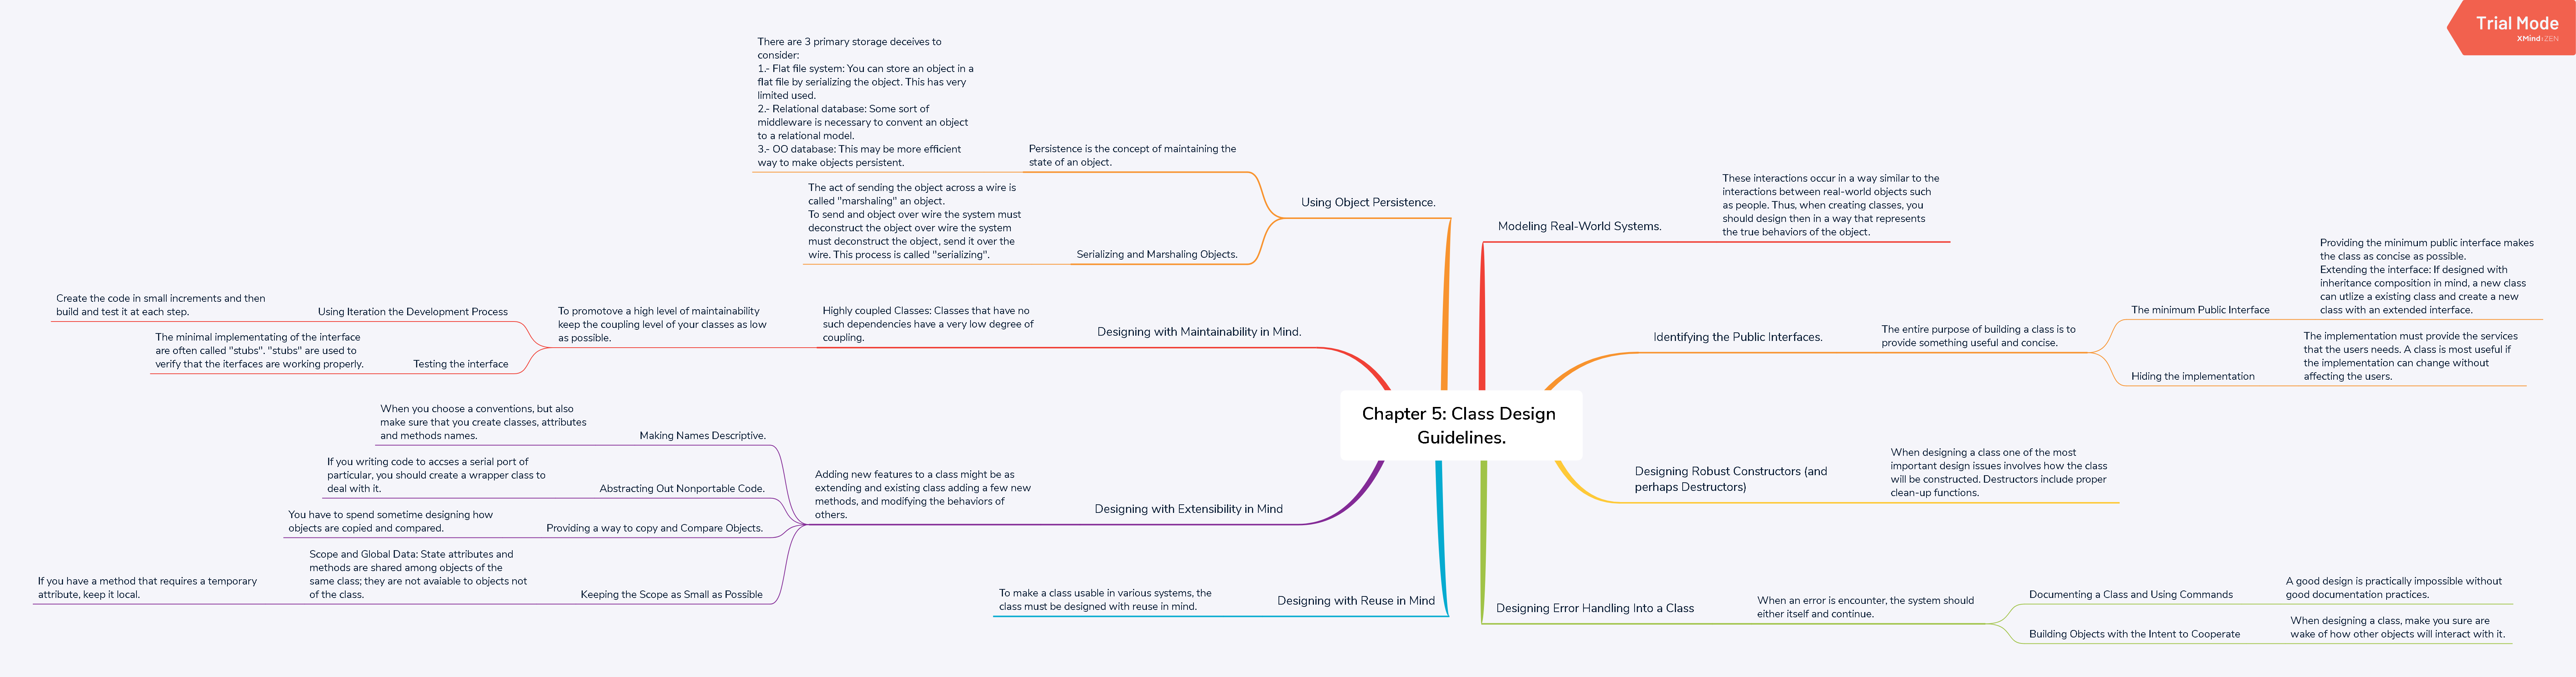 Trial Mode
XMind:ZEN
Chapter 5: Class Design
Guidelines.
Modeling Real-World Systems.
These interactions occur in a way similar to the
interactions between real-world objects such
as people. Thus, when creating classes, you
should design then in a way that represents
the true behaviors of the object.
Identifying the Public Interfaces.
The entire purpose of building a class is to
provide something useful and concise.
The minimum Public Interface
Providing the minimum public interface makes
the class as concise as possible.
Extending the interface: If designed with
inheritance composition in mind, a new class
can utlize a existing class and create a new
class with an extended interface.
Hiding the implementation
The implementation must provide the services
that the users needs. A class is most useful if
the implementation can change without
affecting the users.
Designing Robust Constructors (and
perhaps Destructors)
When designing a class one of the most
important design issues involves how the class
will be constructed. Destructors include proper
clean-up functions.
Designing Error Handling Into a Class
When an error is encounter, the system should
either itself and continue.
Documenting a Class and Using Commands
A good design is practically impossible without
good documentation practices.
Building Objects with the Intent to Cooperate
When designing a class, make you sure are
wake of how other objects will interact with it.
Using Object Persistence.
Persistence is the concept of maintaining the
state of an object.
There are 3 primary storage deceives to
consider:
1.- Flat file system: You can store an object in a
flat file by serializing the object. This has very
limited used.
2.- Relational database: Some sort of
middleware is necessary to convent an object
to a relational model.
3.- OO database: This may be more efficient
way to make objects persistent.
Serializing and Marshaling Objects.
The act of sending the object across a wire is
called "marshaling" an object.
To send and object over wire the system must
deconstruct the object over wire the system
must deconstruct the object, send it over the
wire. This process is called "serializing".
Designing with Maintainability in Mind.
Highly coupled Classes: Classes that have no
such dependencies have a very low degree of
coupling.
To promotove a high level of maintainability
keep the coupling level of your classes as low
as possible.
Using Iteration the Development Process
Create the code in small increments and then
build and test it at each step.
Testing the interface
The minimal implementating of the interface
are often called "stubs". "stubs" are used to
verify that the iterfaces are working properly.
Designing with Extensibility in Mind
Adding new features to a class might be as
extending and existing class adding a few new
methods, and modifying the behaviors of
others.
Making Names Descriptive.
When you choose a conventions, but also
make sure that you create classes, attributes
and methods names.
Abstracting Out Nonportable Code.
If you writing code to accses a serial port of
particular, you should create a wrapper class to
deal with it.
Providing a way to copy and Compare Objects.
You have to spend sometime designing how
objects are copied and compared.
Keeping the Scope as Small as Possible
Scope and Global Data: State attributes and
methods are shared among objects of the
same class; they are not avaiable to objects not
of the class.
If you have a method that requires a temporary
attribute, keep it local.
Designing with Reuse in Mind
To make a class usable in various systems, the
class must be designed with reuse in mind.